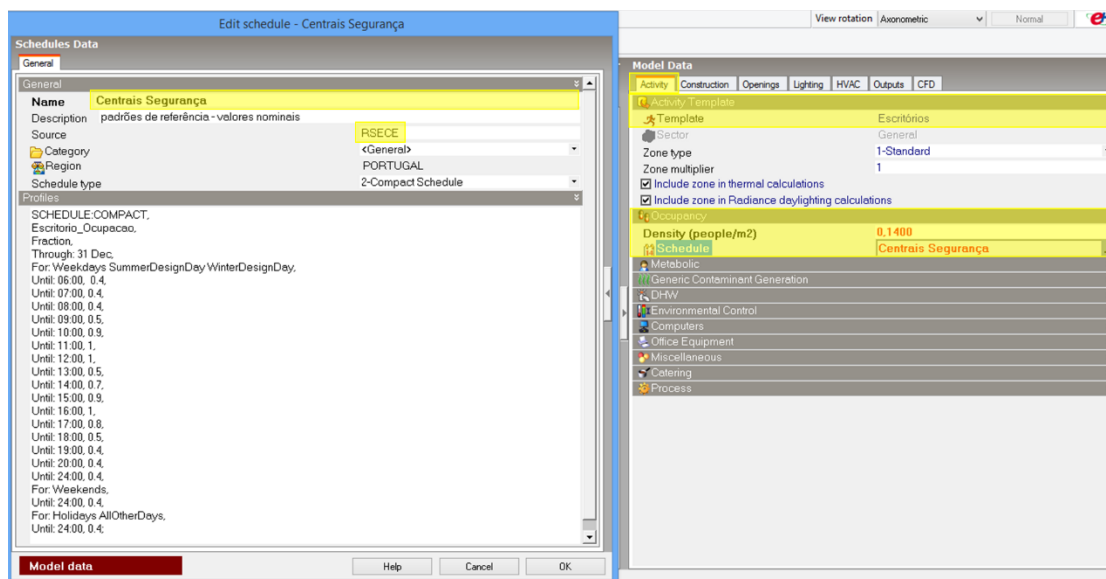 Edit schedule - Centrais Segurança
Schedules Data
General
General
Name Centrais Segurança
Description padrões de referência - valores nominais
Source RSECE
Category <General>
Region PORTUGAL
Schedule type 2-Compact Schedule
Profiles
SCHEDULE:COMPACT,
Escritorio_Ocupacao,
Fraction,
Through: 31 Dec,
For: Weekdays SummerDesignDay WinterDesignDay,
Until: 06:00, 0.4,
Until: 07:00, 0.4,
Until: 08:00, 0.4,
Until: 09:00, 0.5,
Until: 10:00, 0.9,
Until: 11:00, 1,
Until: 12:00, 1,
Until: 13:00, 0.5,
Until: 14:00, 0.7,
Until: 15:00, 0.9,
Until: 16:00, 1,
Until: 17:00, 0.8,
Until: 18:00, 0.5,
Until: 19:00, 0.4,
Until: 20:00, 0.4,
Until: 24:00, 0.4,
For: Weekends,
Until: 24:00, 0.4,
For: Holidays AllOtherDays,
Until: 24:00, 0.4;
Model data
Help Cancel OK
View rotation Axonometric Normal
Model Data
Activity Construction Openings Lighting HVAC Outputs CFD
Activity Template
Template Escritórios
Sector General
Zone type 1-Standard
Zone multiplier 1
Include zone in thermal calculations
Include zone in Radiance daylighting calculations
Occupancy
Density (people/m2) 0,1400
Schedule Centrais Segurança
Metabolic
Generic Contaminant Generation
DHW
Environmental Control
Computers
Office Equipment
Miscellaneous
Catering
Process